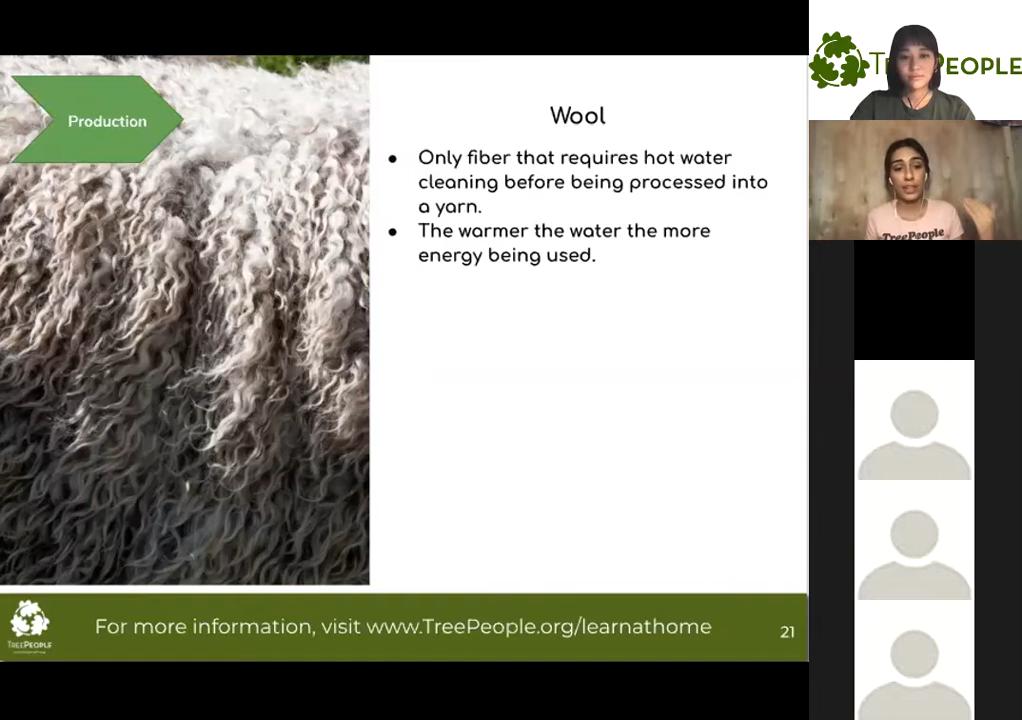 Production
Wool
● Only fiber that requires hot water
cleaning before being processed into
a yarn.
● The warmer the water the more
energy being used.
TREEPEOPLE
For more information, visit www.TreePeople.org/learnathome
21
T PEOPLE
TreePeople